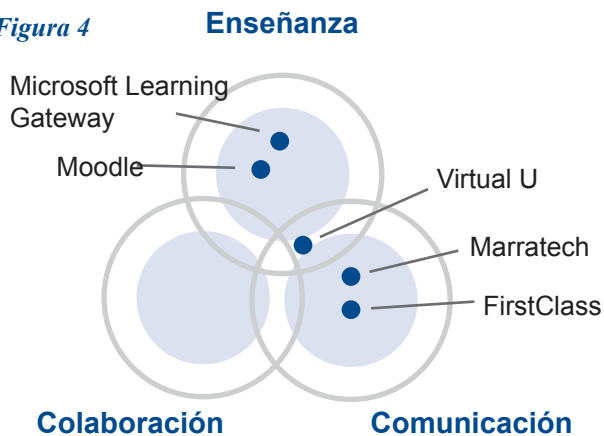 Figura 4
Enseñanza
Microsoft Learning
Gateway
Moodle
Virtual U
Marratech
FirstClass
Colaboración
Comunicación